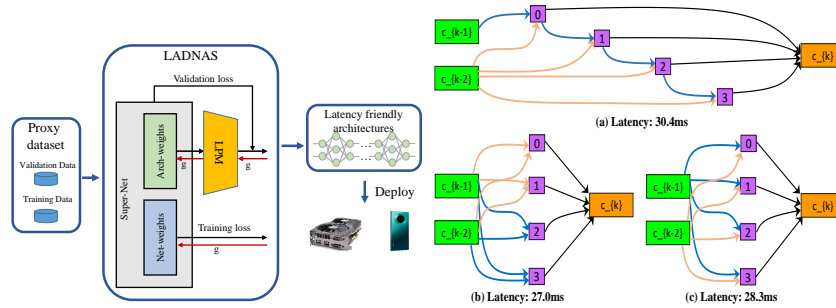 LADNAS
Validation loss
Proxy
dataset
Validation Data
Training Data
Super-Net
Arch-weights
LPM
g
g
Net-weights
Training loss
g
Latency friendly
architectures
Deploy
c_{k-1}
c_{k-2}
0
1
2
3
c_{k}
(a) Latency: 30.4ms
c_{k-1}
c_{k-2}
0
1
2
3
c_{k}
(b) Latency: 27.0ms
c_{k-1}
c_{k-2}
0
1
2
3
c_{k}
(c) Latency: 28.3ms